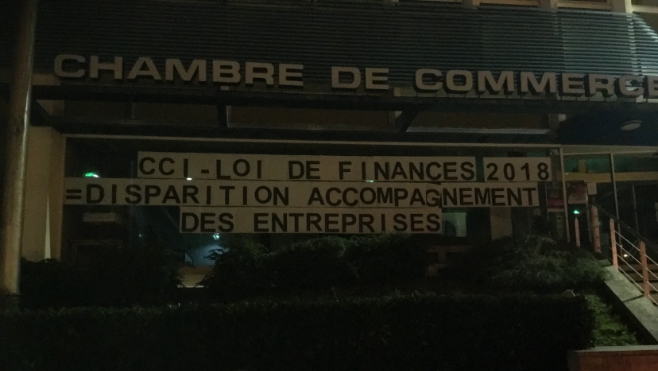 CHAMBRE DE COMMERCE
CCI-LOI DE FINANCES 2018
=DISPARITION ACCOMPAGNEMENT
DES ENTREPRISES